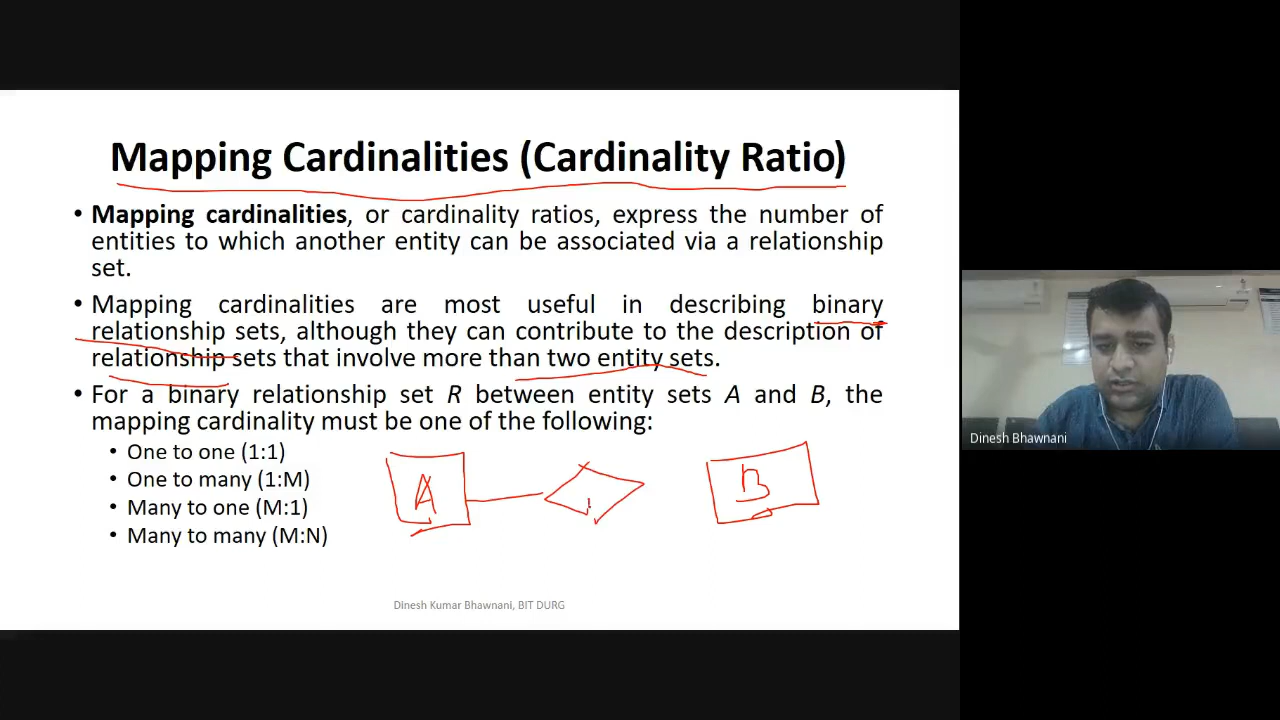 Mapping Cardinalities (Cardinality Ratio)
• Mapping cardinalities, or cardinality ratios, express the number of
entities to which another entity can be associated via a relationship
set.
• Mapping cardinalities are most useful in describing binary
relationship sets, although they can contribute to the description of
relationship sets that involve more than two entity sets.
• For a binary relationship set R between entity sets A and B, the
mapping cardinality must be one of the following:
• One to one (1:1)
• One to many (1:M)
• Many to one (M:1)
• Many to many (M:N)
A
B
Dinesh Kumar Bhawnani, BIT DURG
Dinesh Bhawnani